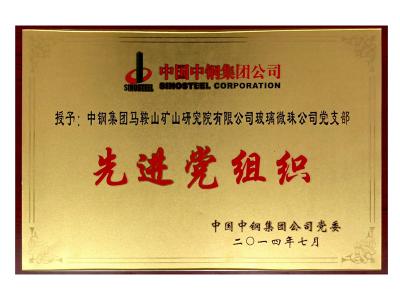 中国中钢集团公司
SINOSTEEL CORPORATION
SINOSTEEL
授予：中钢集团马鞍山矿山研究院有限公司玻璃微珠公司党支部
先进党组织
中国中钢集团公司党委
二〇一四年七月